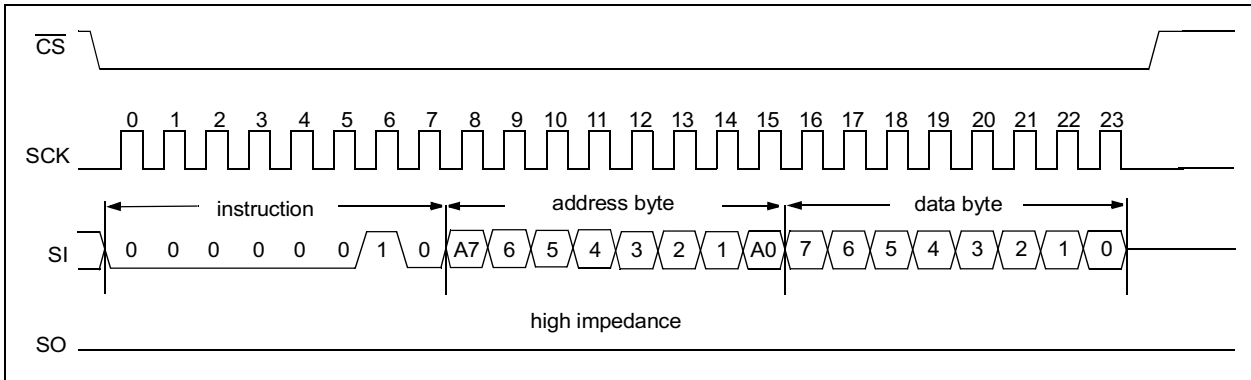 CS
0 1 2 3 4 5 6 7 8 9 10 11 12 13 14 15 16 17 18 19 20 21 22 23
SCK
instruction address byte data byte
SI 0 0 0 0 0 0 1 0 A7 6 5 4 3 2 1 A0 7 6 5 4 3 2 1 0
high impedance
SO